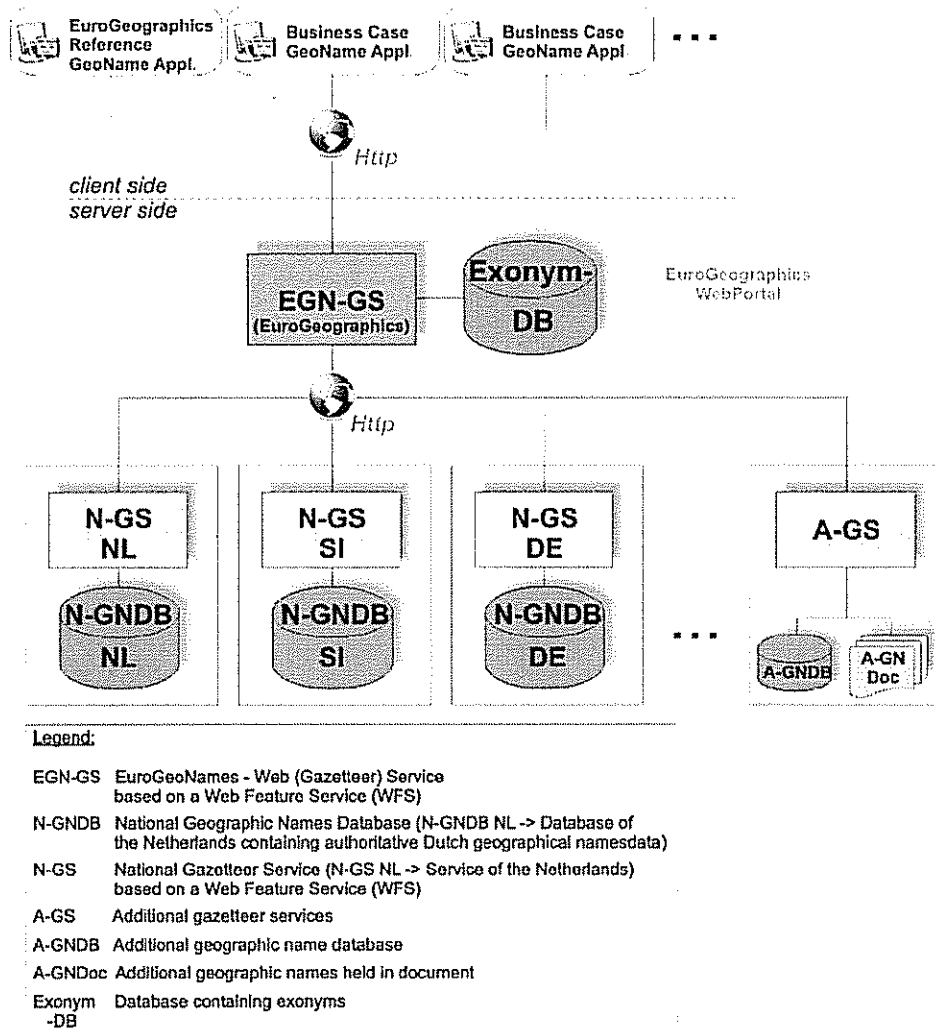 EuroGeographics
Reference
GeoName Appl.
Business Case
GeoName Appl.
Business Case
GeoName Appl.
...
Http
client side
server side
EGN-GS
(EuroGeographics)
Exonym-
DB
EuroGeographics
WebPortal
Http
N-GS
NL
N-GS
SI
N-GS
DE
A-GS
N-GNDB
NL
N-GNDB
SI
N-GNDB
DE
...
A-GNDB
A-GN
Doc
Legend:
EGN-GS EuroGeoNames - Web (Gazetteer) Service
based on a Web Feature Service (WFS)
N-GNDB National Geographic Names Database (N-GNDB NL -> Database of
the Netherlands containing authoritative Dutch geographical namesdata)
N-GS National Gazetteer Service (N-GS NL -> Service of the Netherlands)
based on a Web Feature Service (WFS)
A-GS Additional gazetteer services
A-GNDB Additional geographic name database
A-GNDoc Additional geographic names held in document
Exonym Database containing exonyms
-DB